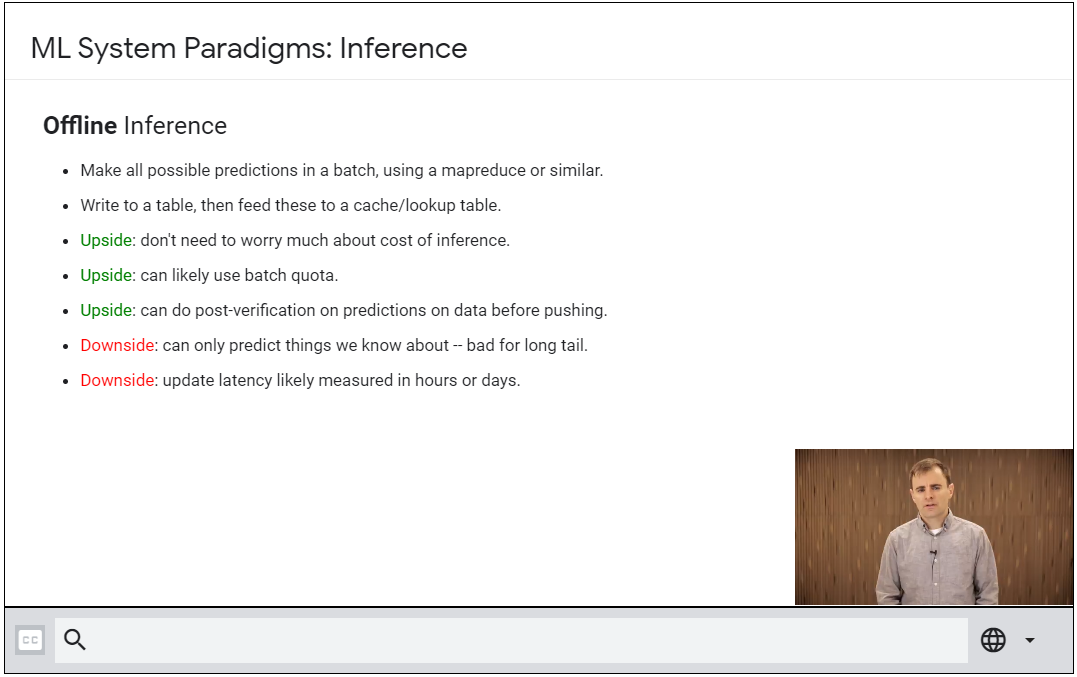 ML System Paradigms: Inference
Offline Inference
Make all possible predictions in a batch, using a mapreduce or similar.
Write to a table, then feed these to a cache/lookup table.
Upside: don't need to worry much about cost of inference.
Upside: can likely use batch quota.
Upside: can do post-verification on predictions on data before pushing.
Downside: can only predict things we know about -- bad for long tail.
Downside: update latency likely measured in hours or days.
CC